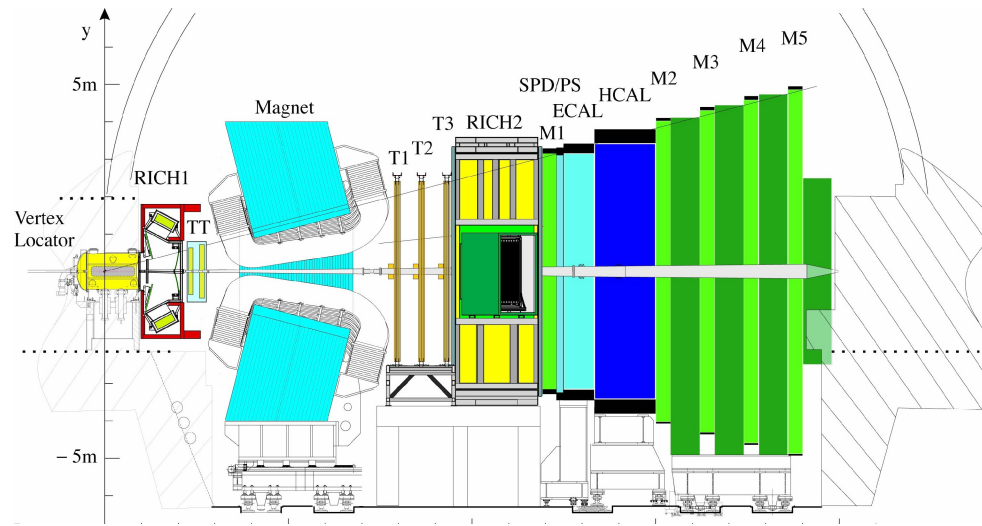 y
5m
M5
M4
M3
M2
SPD/PS
HCAL
ECAL
Magnet
T3
RICH2
M1
T2
T1
RICH1
TT
Vertex
Locator
– 5m